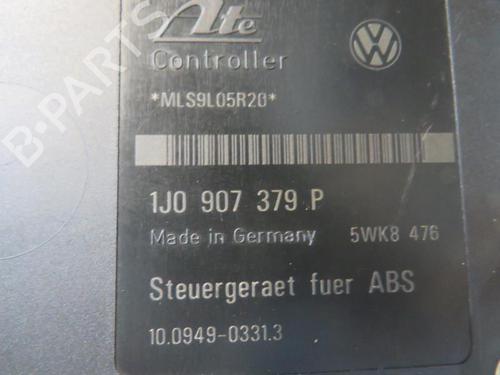 Ate
Controller
*MLS9L05R20*
1J0 907 379 P
Made in Germany 5WK8 476
Steuergeraet fuer ABS
10.0949-0331.3
B-PARTS